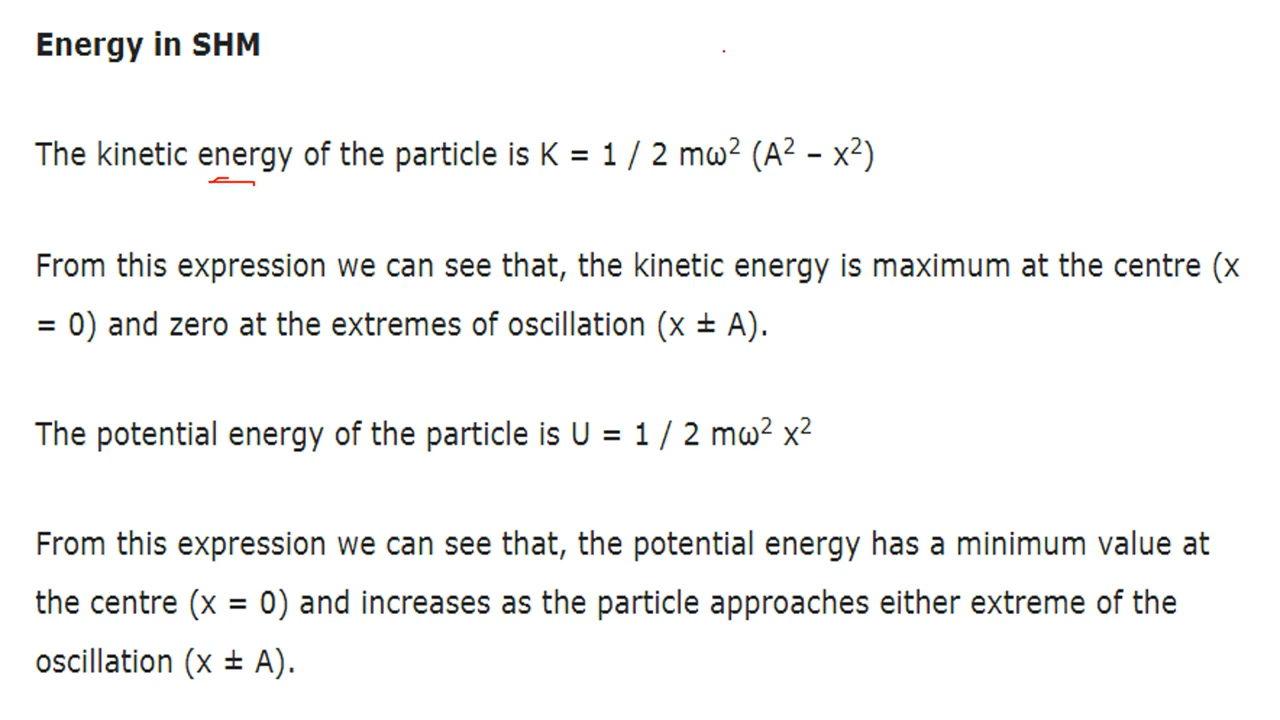 Energy in SHM
The kinetic energy of the particle is K = 1 / 2 mω² (A² – x²)
From this expression we can see that, the kinetic energy is maximum at the centre (x
= 0) and zero at the extremes of oscillation (x ± A).
The potential energy of the particle is U = 1 / 2 mω² x²
From this expression we can see that, the potential energy has a minimum value at
the centre (x = 0) and increases as the particle approaches either extreme of the
oscillation (x ± A).